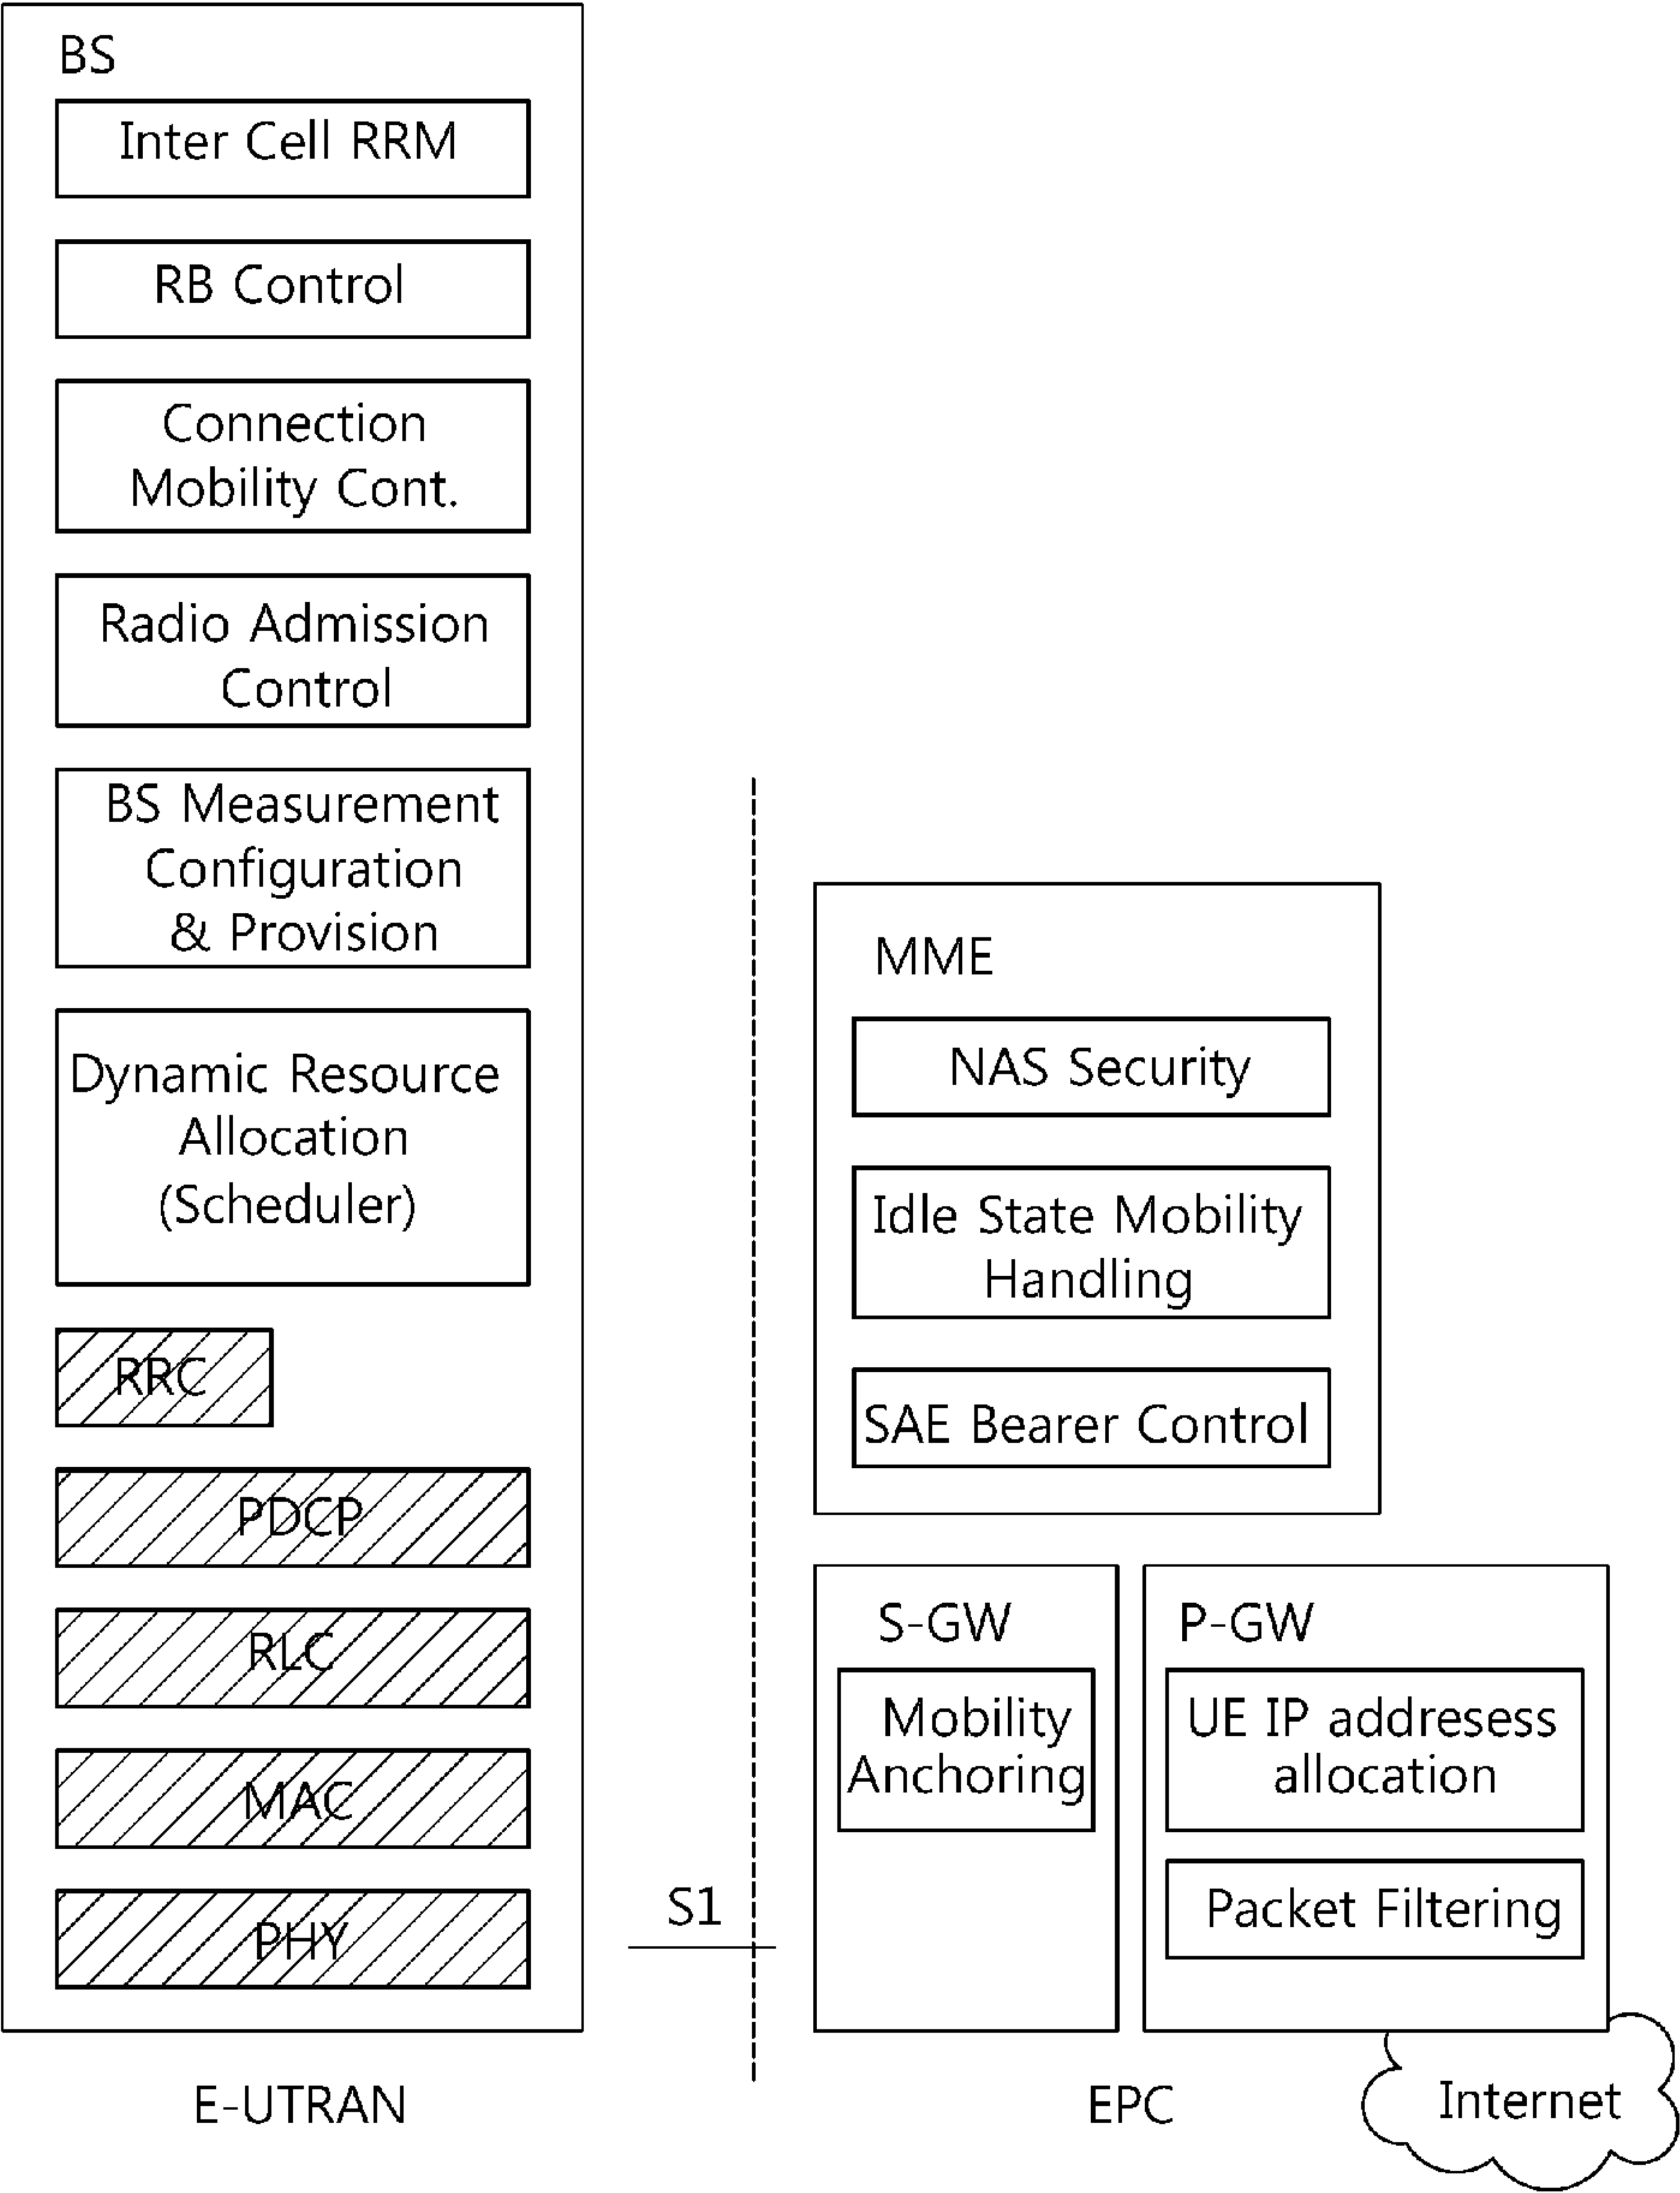 BS
Inter Cell RRM
RB Control
Connection
Mobility Cont.
Radio Admission
Control
BS Measurement
Configuration
& Provision
Dynamic Resource
Allocation
(Scheduler)
RRC
PDCP
RLC
MAC
PHY
E-UTRAN
S1
MME
NAS Security
Idle State Mobility
Handling
SAE Bearer Control
S-GW
Mobility
Anchoring
P-GW
UE IP addresess
allocation
Packet Filtering
EPC
Internet